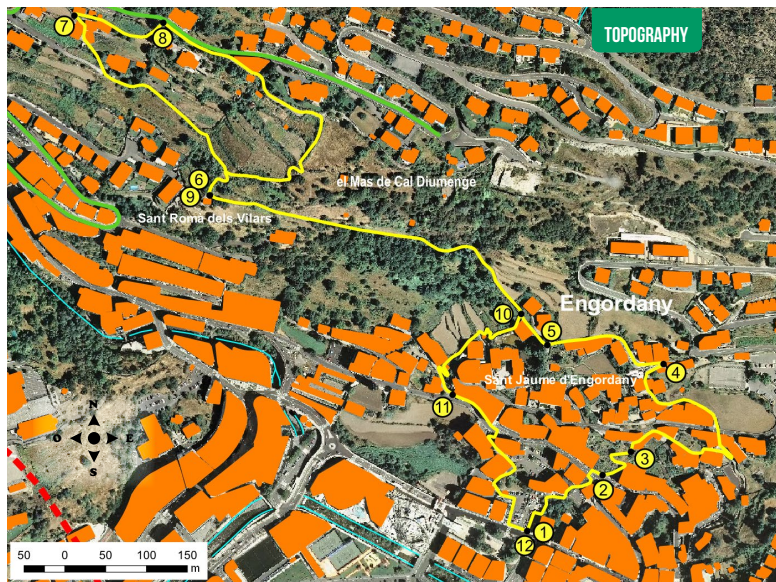 TOPOGRAPHY
7
8
6
9
el Mas de Cal Diumenge
Sant Romà dels Vilars
Engordany
10
5
Sant Jaume d'Engordany
4
11
N
O E
S
3
2
1
12
50 0 50 100 150
m